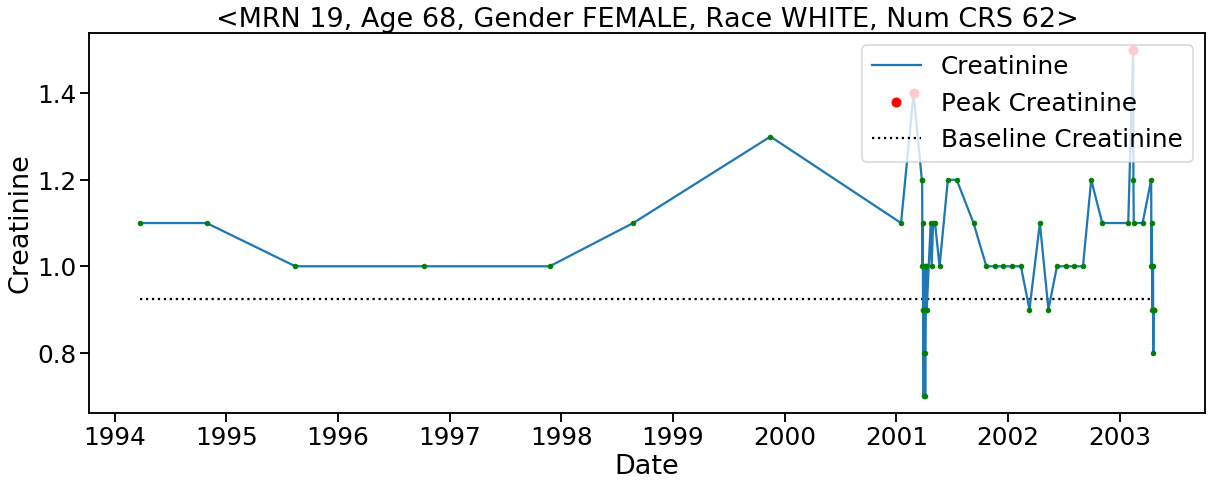 <MRN 19, Age 68, Gender FEMALE, Race WHITE, Num CRS 62>
Creatinine
Peak Creatinine
Baseline Creatinine
1.4
1.2
1.0
0.8
Creatinine
1994 1995 1996 1997 1998 1999 2000 2001 2002 2003
Date